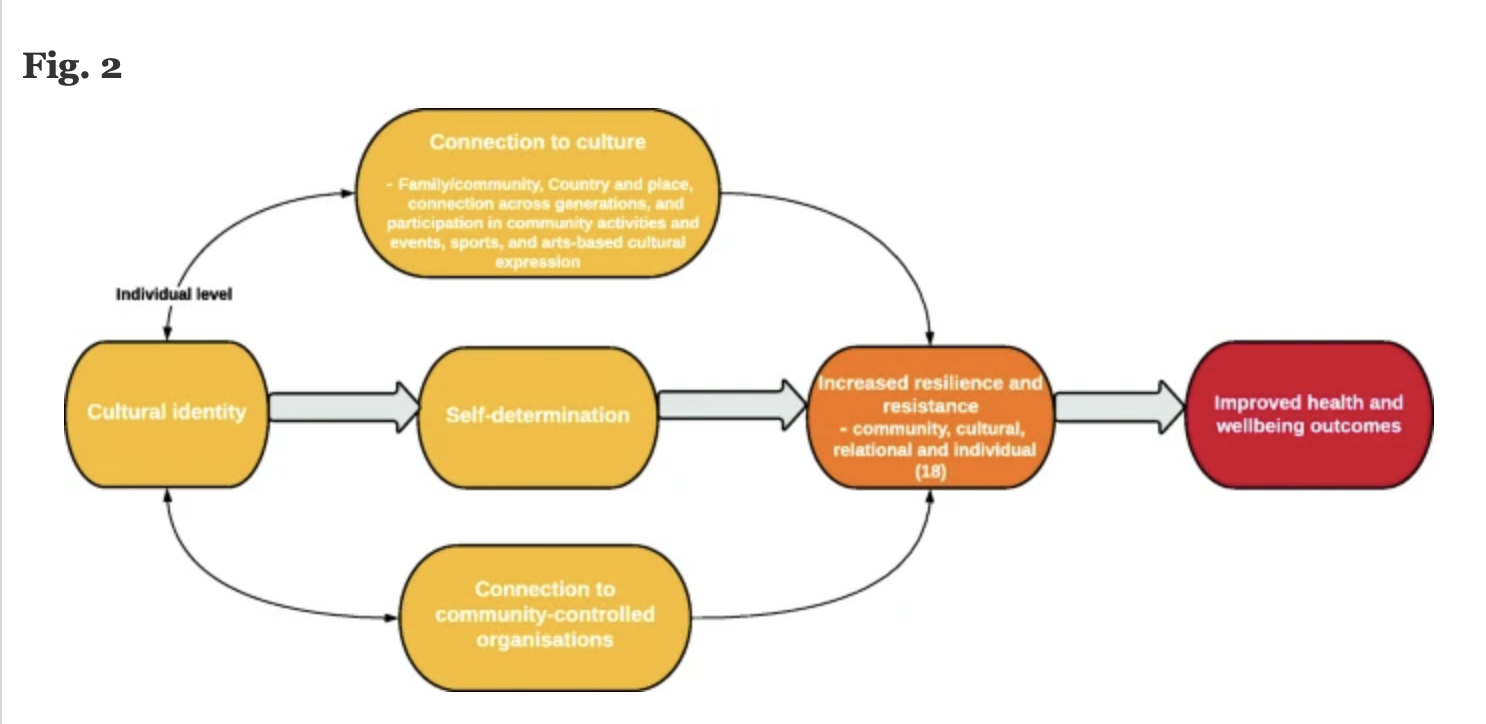 Fig. 2
Connection to culture
- Family/community, Country and place,
connection across generations, and
participation in community activities and
events, sports, and arts-based cultural
expression
Individual level
Cultural identity
Self-determination
Increased resilience and
resistance
- community, cultural,
relational and individual
(18)
Improved health and
wellbeing outcomes
Connection to
community-controlled
organisations